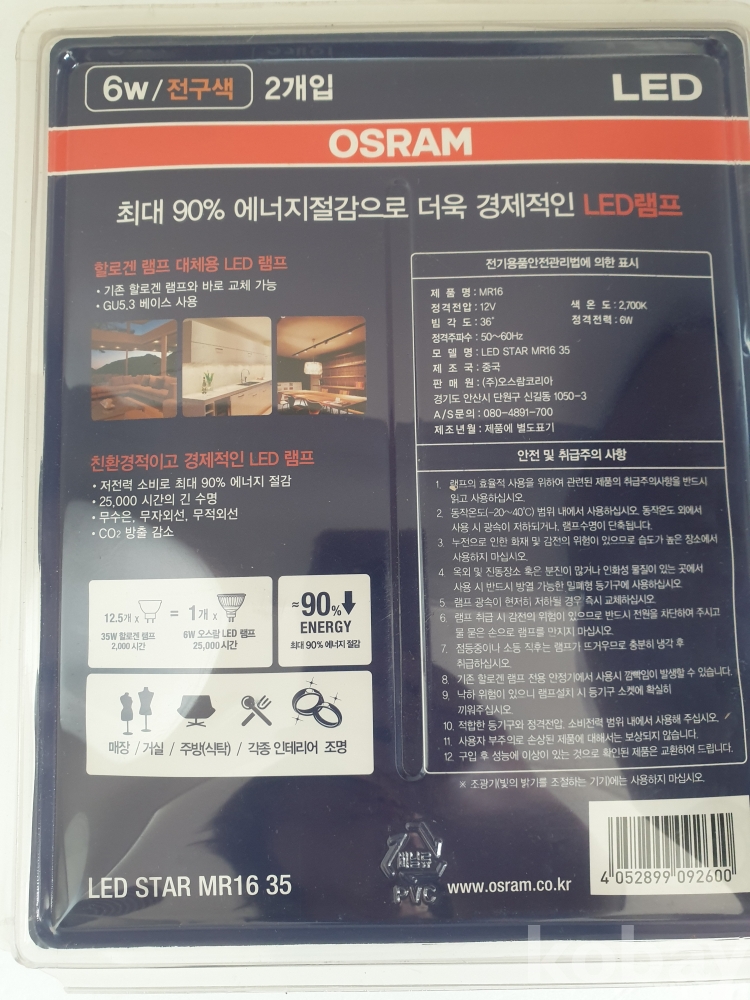 6w/전구색 2개입
LED
OSRAM
최대 90% 에너지절감으로 더욱 경제적인 LED램프
할로겐 램프 대체용 LED 램프
• 기존 할로겐 램프와 바로 교체 가능
• GU5.3 베이스 사용
친환경적이고 경제적인 LED 램프
• 저전력 소비로 최대 90% 에너지 절감
• 25,000 시간의 긴 수명
• 무수은, 무자외선, 무적외선
• CO₂ 방출 감소
12.5개 x = 1개 x
35W 할로겐 램프
2,000 시간
6W 오스람 LED 램프
25,000시간
≈90%
ENERGY
최대 90% 에너지 절감
매장 / 거실 / 주방(식탁) / 각종 인테리어 조명
LED STAR MR16 35
전기용품안전관리법에 의한 표시
제 품 명 : MR16
정격전압 : 12V
색 온 도 : 2,700K
빔 각 도 : 36°
정격전력 : 6W
정격주파수 : 50~60Hz
모 델 명 : LED STAR MR16 35
제 조 국 : 중국
판 매 원 : (주)오스람코리아
경기도 안산시 단원구 신길동 1050-3
A/S문의 : 080-4891-700
제조년월 : 제품에 별도표기
안전 및 취급주의 사항
1. 램프의 효율적 사용을 위하여 관련된 제품의 취급주의사항을 반드시
읽고 사용하십시오.
2. 동작온도(-20~40℃) 범위 내에서 사용하십시오. 동작온도 외에서
사용 시 광속이 저하되거나, 램프수명이 단축됩니다.
3. 누전으로 인한 화재 및 감전의 위험이 있으므로 습도가 높은 장소에서
사용하지 마십시오.
4. 옥외 및 진동장소 혹은 분진이 많거나 인화성 물질이 있는 곳에서
사용 시 반드시 방열 가능한 밀폐형 등기구에 사용하십시오.
5. 램프 광속이 현저히 저하될 경우 즉시 교체하십시오.
6. 램프 취급 시 감전의 위험이 있으므로 반드시 전원을 차단하여 주시고
물 묻은 손으로 램프를 만지지 마십시오.
7. 점등중이나 소등 직후는 램프가 뜨거우므로 충분히 냉각 후
취급하십시오.
8. 기존 할로겐 램프 전용 안정기에서 사용시 깜빡임이 발생할 수 있습니다.
9. 낙하 위험이 있으니 램프설치 시 등기구 소켓에 확실히
끼워주십시오.
10. 적합한 등기구와 정격전압, 소비전력 범위 내에서 사용해 주십시오.
11. 사용자 부주의로 손상된 제품에 대해서는 보상되지 않습니다.
12. 구입 후 성능에 이상이 있는 것으로 확인된 제품은 교환하여 드립니다.
※ 조광기(빛의 밝기를 조절하는 기기)에는 사용하지 마십시오.
비닐류
PVC
www.osram.co.kr
4 052899 092600